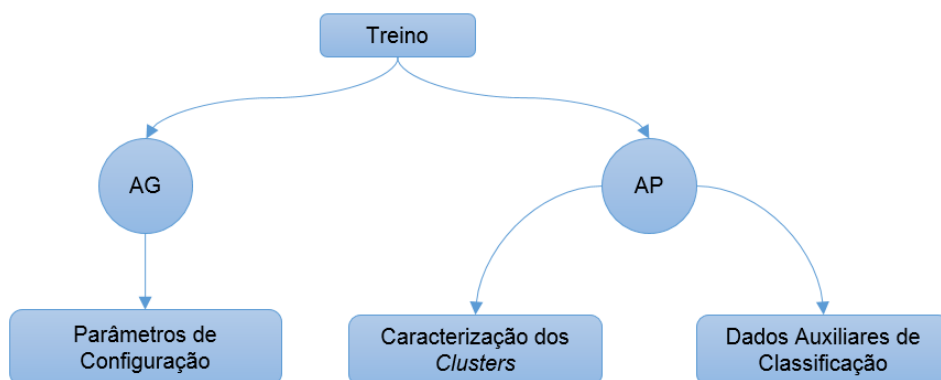 Treino
AG
AP
Parâmetros de
Configuração
Caracterização dos
Clusters
Dados Auxiliares de
Classificação